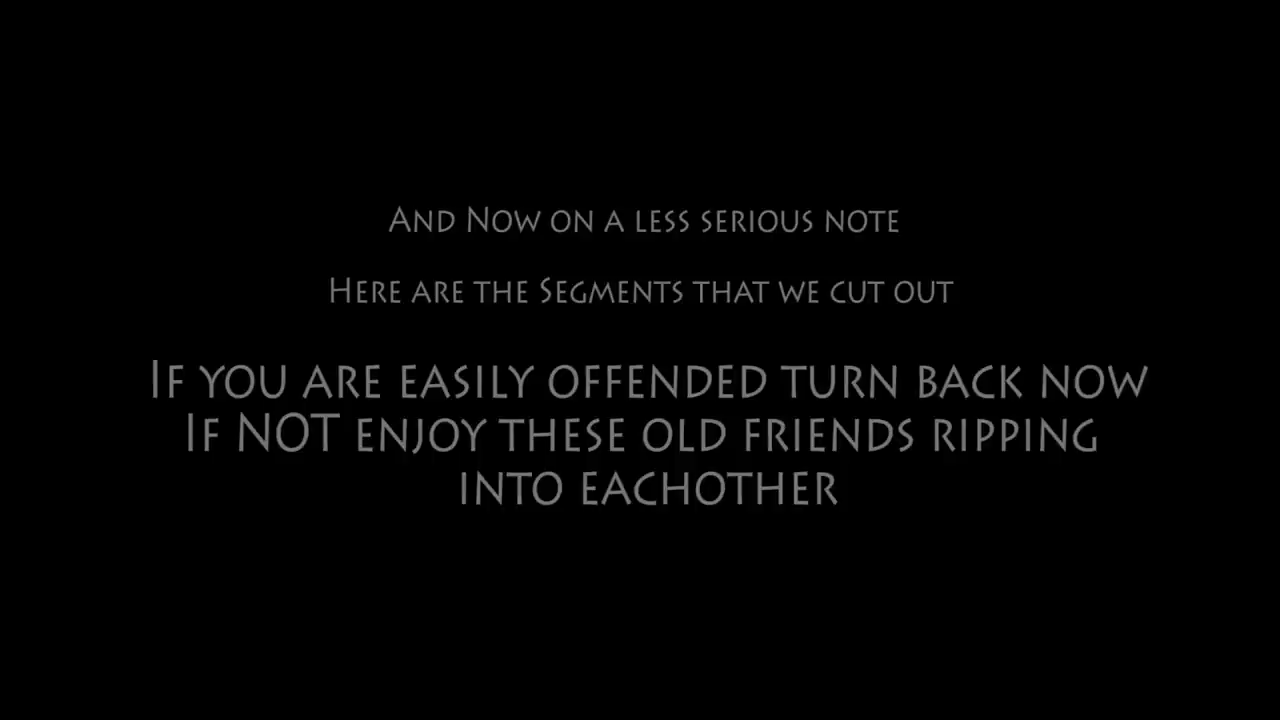 And Now on a less serious note
Here are the Segments that we cut out
If you are easily offended turn back now
If NOT enjoy these old friends ripping
into eachother